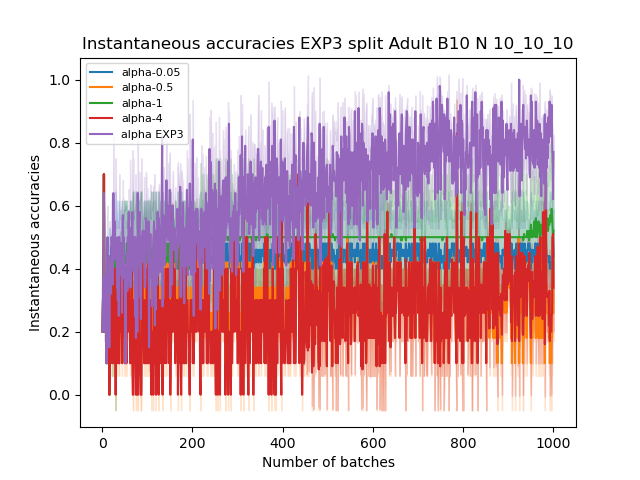 Instantaneous accuracies EXP3 split Adult B10 N 10_10_10
alpha-0.05
alpha-0.5
alpha-1
alpha-4
alpha EXP3
Instantaneous accuracies
1.0
0.8
0.6
0.4
0.2
0.0
0 200 400 600 800 1000
Number of batches